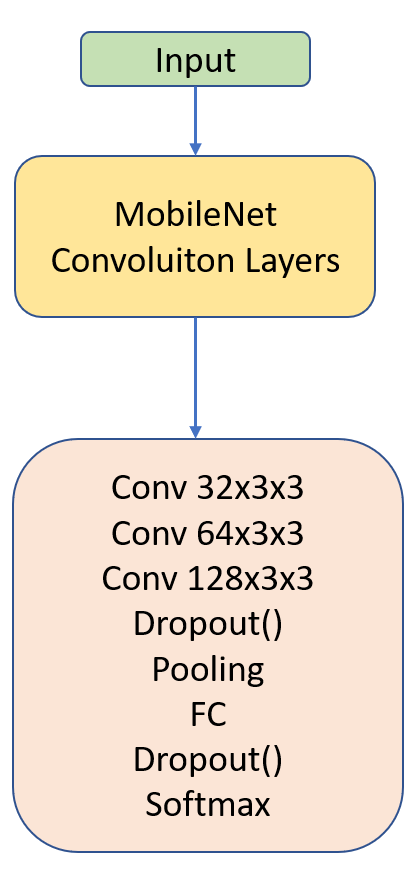 Input
MobileNet
Convoluiton Layers
Conv 32x3x3
Conv 64x3x3
Conv 128x3x3
Dropout()
Pooling
FC
Dropout()
Softmax